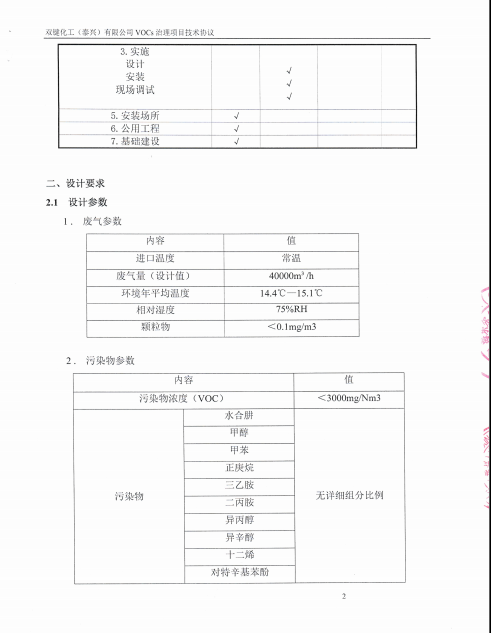 双键化工（泰兴）有限公司 VOCs 治理项目技术协议
3. 实施
设计
安装 √
现场调试 √
√
5. 安装场所 √
6. 公用工程 √
7. 基础建设 √
二、设计要求
2.1 设计参数
1． 废气参数
内容 值
进口温度 常温
废气量（设计值） 40000m³/h
环境年平均温度 14.4℃—15.1℃
相对湿度 75%RH
颗粒物 ＜0.1mg/m3
2． 污染物参数
内容 值
污染物浓度（VOC） ＜3000mg/Nm3
水合肼
甲醇
甲苯
正庚烷
三乙胺
污染物 无详细组分比例
二丙胺
异丙醇
异辛醇
十二烯
对特辛基苯酚
2